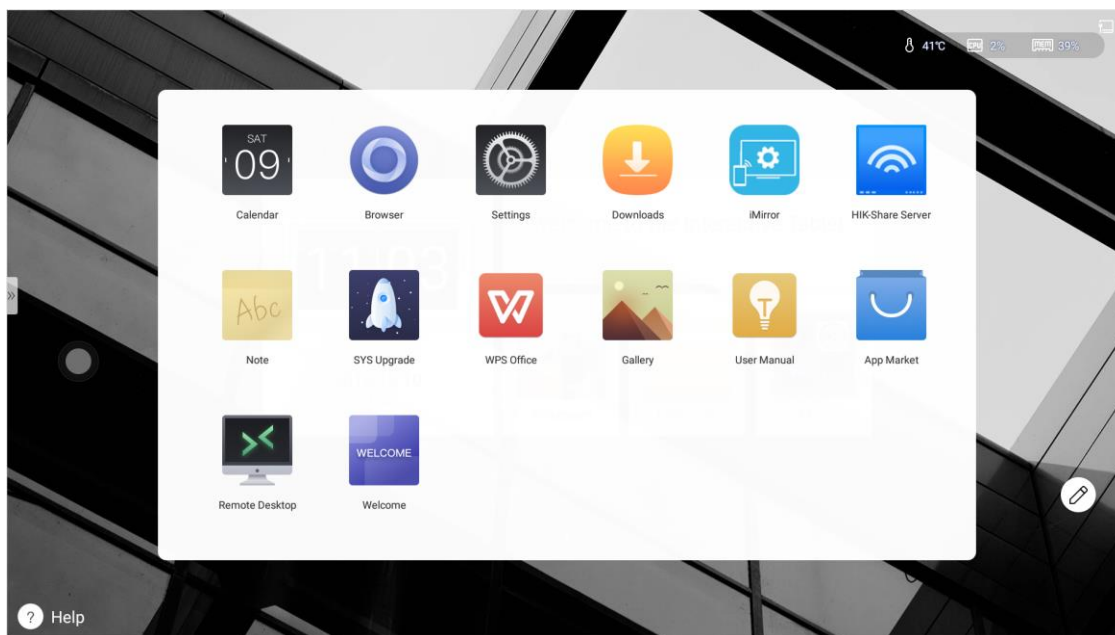 41°C CPU 2% MEM 39%
SAT
09
Calendar
Browser
Settings
Downloads
iMirror
HIK-Share Server
Abc
Note
SYS Upgrade
WPS Office
Gallery
T
User Manual
App Market
Remote Desktop
WELCOME
Welcome
? Help